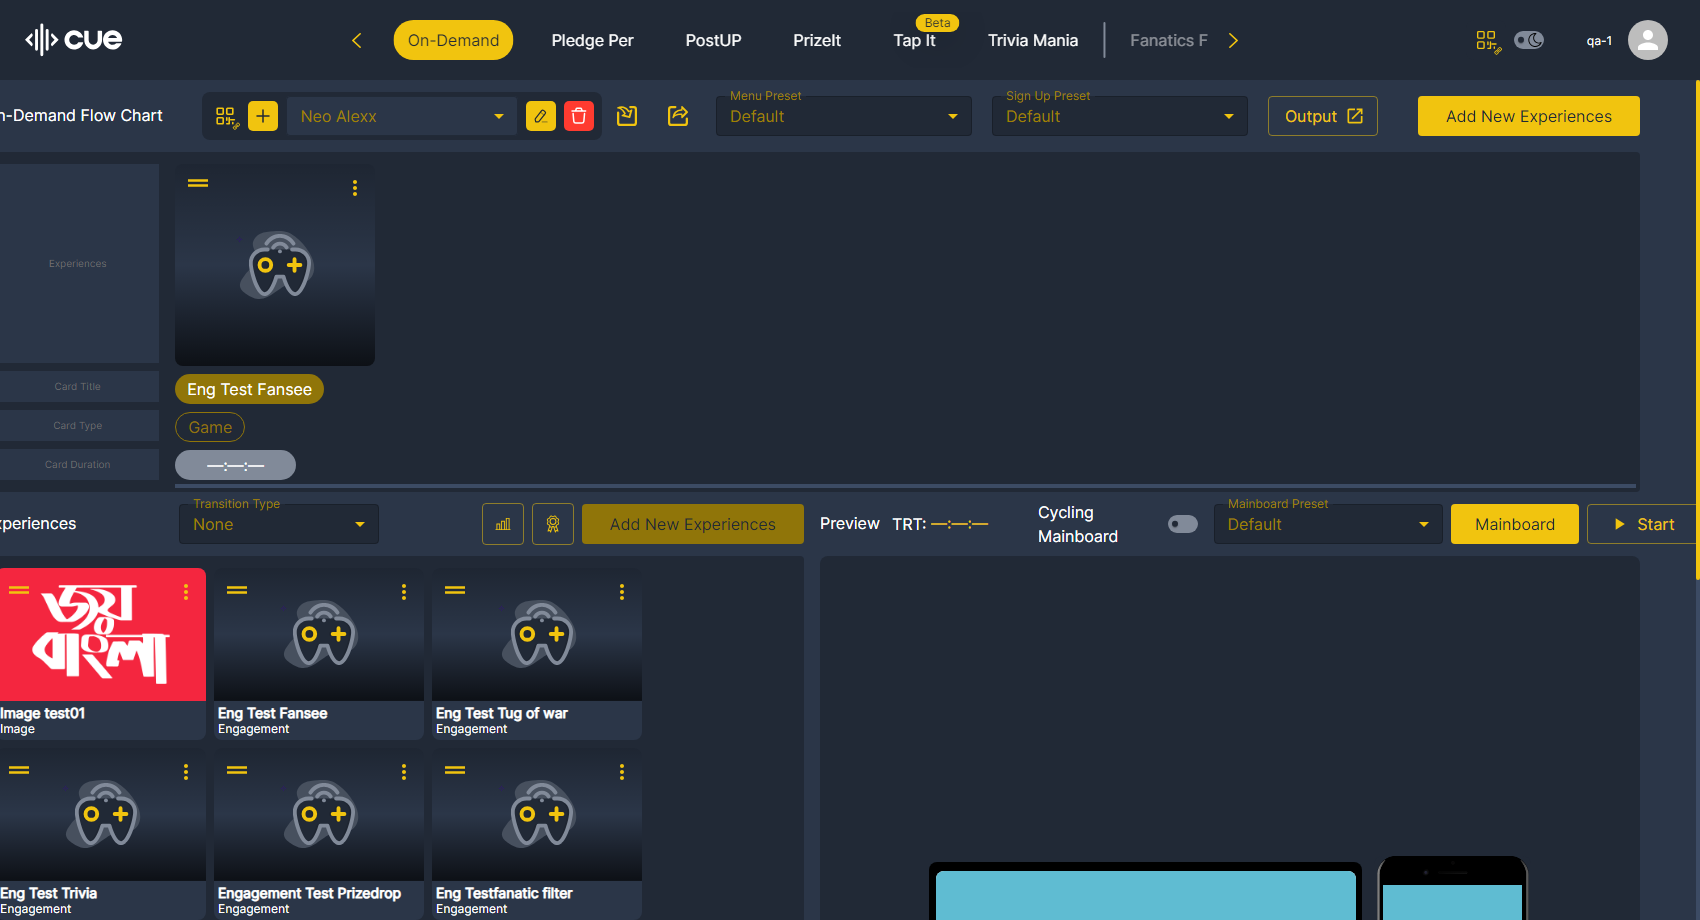 cue
On-Demand
Pledge Per
PostUP
PrizeIt
Beta
Tap It
Trivia Mania
Fanatics F
qa-1
n-Demand Flow Chart
Neo Alexx
Menu Preset
Default
Sign Up Preset
Default
Output
Add New Experiences
Experiences
Card Title
Eng Test Fansee
Card Type
Game
Card Duration
—:—:—
xperiences
Transition Type
None
Add New Experiences
Preview
TRT: —:—:—
Cycling
Mainboard
Mainboard Preset
Default
Mainboard
Start
জয়
বাংলা
Image test01
Image
Eng Test Fansee
Engagement
Eng Test Tug of war
Engagement
Eng Test Trivia
Engagement
Engagement Test Prizedrop
Engagement
Eng Testfanatic filter
Engagement